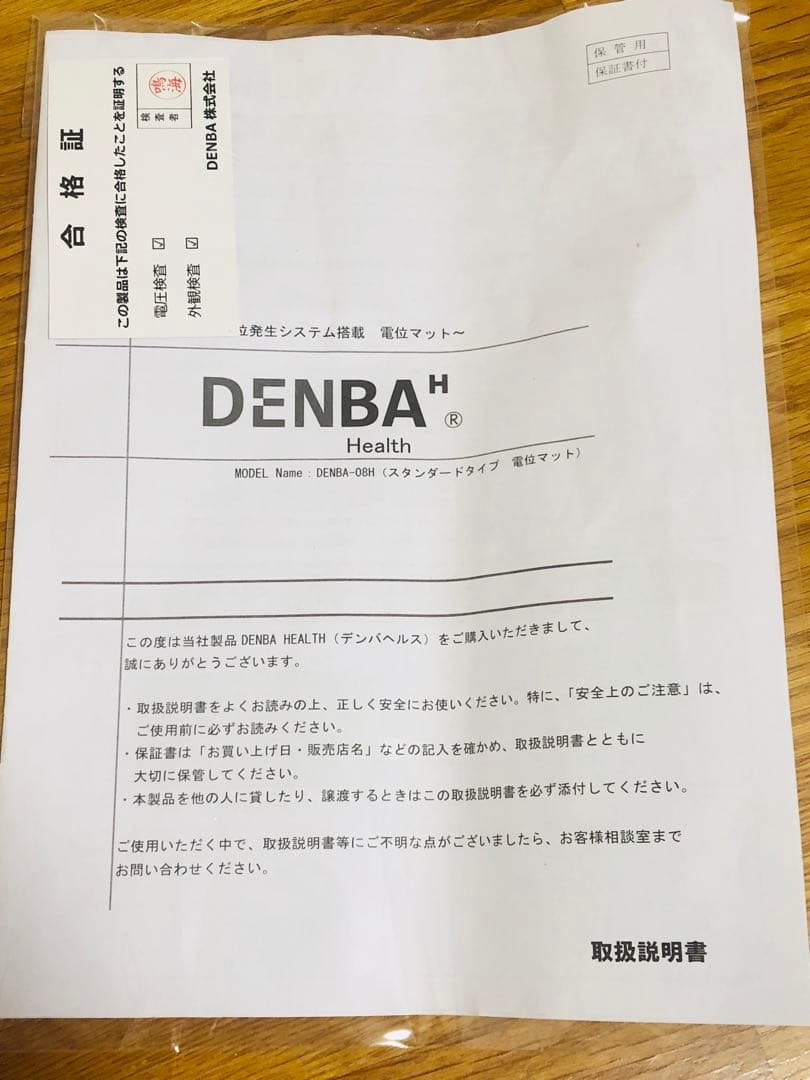 保管用
保証書付
合格証
この製品は下記の検査に合格したことを証明する
電圧検査 ☑
外観検査 ☑
検査者
鳴海
DENBA 株式会社
位発生システム搭載 電位マット～
DENBA H ®
Health
MODEL Name：DENBA-08H（スタンダードタイプ 電位マット）
この度は当社製品 DENBA HEALTH（デンバヘルス）をご購入いただきまして、
誠にありがとうございます。
・取扱説明書をよくお読みの上、正しく安全にお使いください。特に、「安全上のご注意」は、
ご使用前に必ずお読みください。
・保証書は「お買い上げ日・販売店名」などの記入を確かめ、取扱説明書とともに
大切に保管してください。
・本製品を他の人に貸したり、譲渡するときはこの取扱説明書を必ず添付してください。
ご使用いただく中で、取扱説明書等にご不明な点がございましたら、お客様相談室まで
お問い合わせください。
取扱説明書